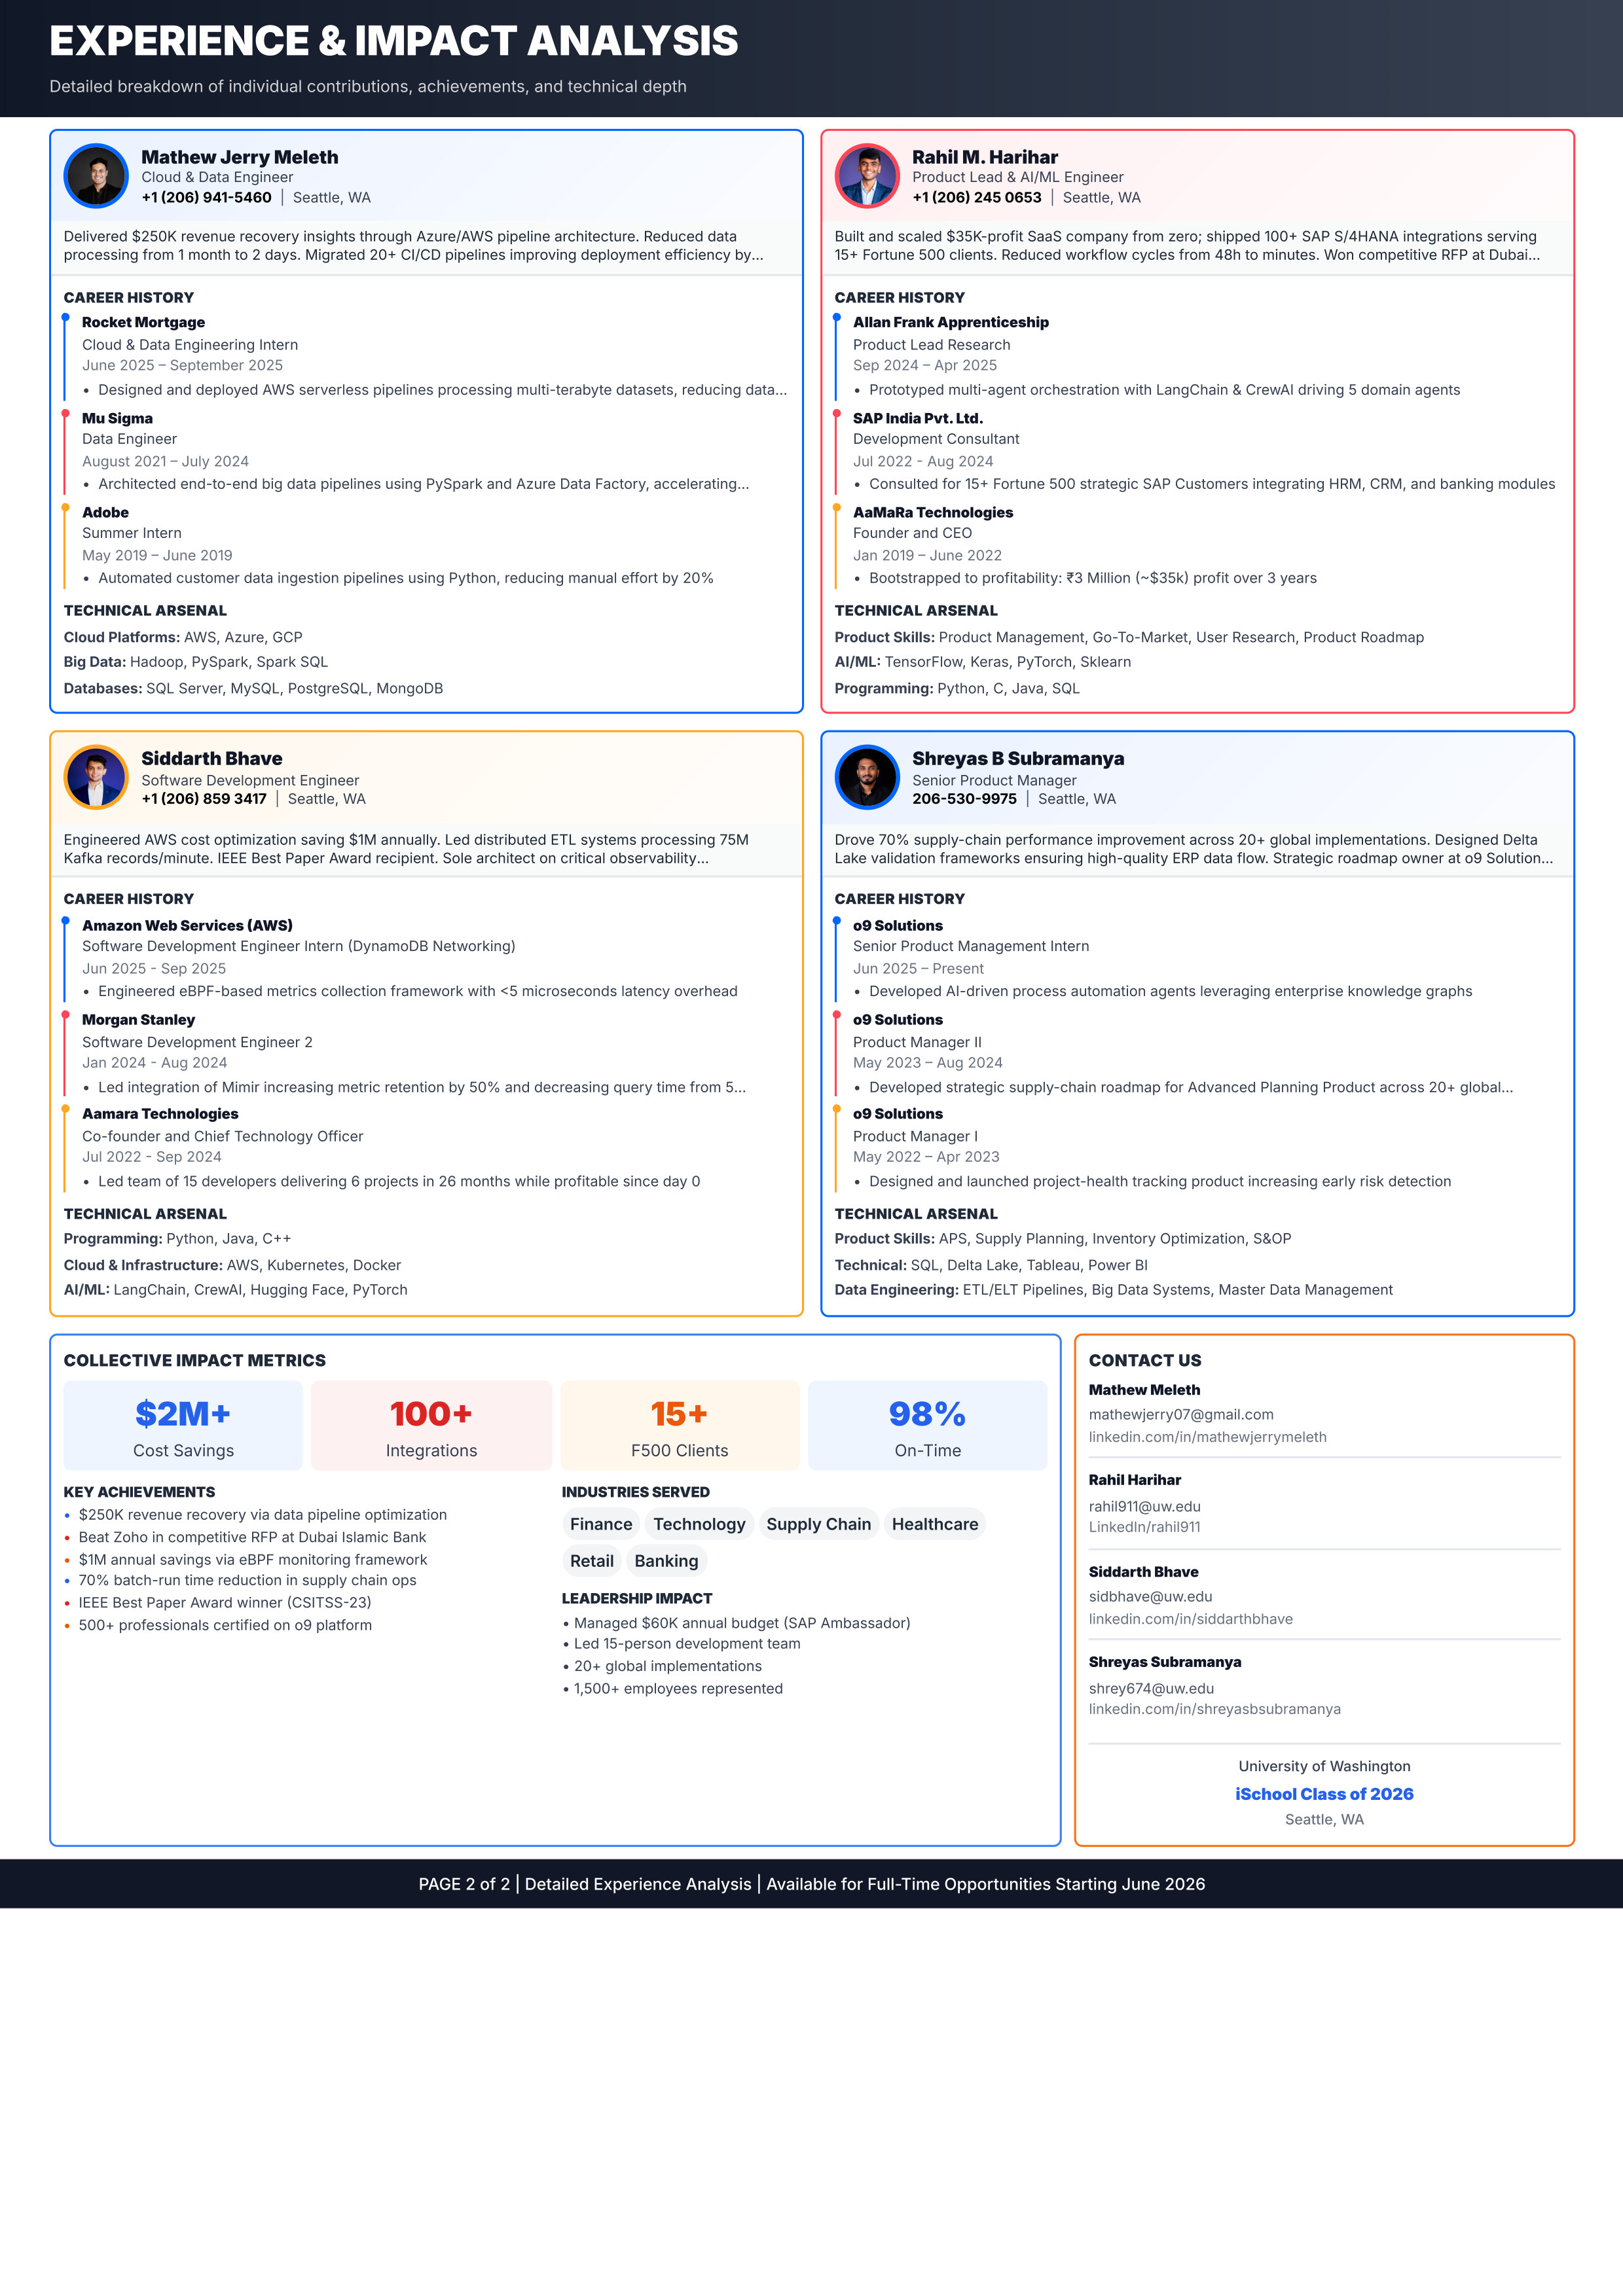 EXPERIENCE & IMPACT ANALYSIS
Detailed breakdown of individual contributions, achievements, and technical depth
Mathew Jerry Meleth
Cloud & Data Engineer
+1 (206) 941-5460 | Seattle, WA
Delivered $250K revenue recovery insights through Azure/AWS pipeline architecture. Reduced data
processing from 1 month to 2 days. Migrated 20+ CI/CD pipelines improving deployment efficiency by...
CAREER HISTORY
Rocket Mortgage
Cloud & Data Engineering Intern
June 2025 – September 2025
• Designed and deployed AWS serverless pipelines processing multi-terabyte datasets, reducing data...
Mu Sigma
Data Engineer
August 2021 – July 2024
• Architected end-to-end big data pipelines using PySpark and Azure Data Factory, accelerating...
Adobe
Summer Intern
May 2019 – June 2019
• Automated customer data ingestion pipelines using Python, reducing manual effort by 20%
TECHNICAL ARSENAL
Cloud Platforms: AWS, Azure, GCP
Big Data: Hadoop, PySpark, Spark SQL
Databases: SQL Server, MySQL, PostgreSQL, MongoDB
Rahil M. Harihar
Product Lead & AI/ML Engineer
+1 (206) 245 0653 | Seattle, WA
Built and scaled $35K-profit SaaS company from zero; shipped 100+ SAP S/4HANA integrations serving
15+ Fortune 500 clients. Reduced workflow cycles from 48h to minutes. Won competitive RFP at Dubai...
CAREER HISTORY
Allan Frank Apprenticeship
Product Lead Research
Sep 2024 – Apr 2025
• Prototyped multi-agent orchestration with LangChain & CrewAI driving 5 domain agents
SAP India Pvt. Ltd.
Development Consultant
Jul 2022 - Aug 2024
• Consulted for 15+ Fortune 500 strategic SAP Customers integrating HRM, CRM, and banking modules
AaMaRa Technologies
Founder and CEO
Jan 2019 – June 2022
• Bootstrapped to profitability: ₹3 Million (~$35k) profit over 3 years
TECHNICAL ARSENAL
Product Skills: Product Management, Go-To-Market, User Research, Product Roadmap
AI/ML: TensorFlow, Keras, PyTorch, Sklearn
Programming: Python, C, Java, SQL
Siddarth Bhave
Software Development Engineer
+1 (206) 859 3417 | Seattle, WA
Engineered AWS cost optimization saving $1M annually. Led distributed ETL systems processing 75M
Kafka records/minute. IEEE Best Paper Award recipient. Sole architect on critical observability...
CAREER HISTORY
Amazon Web Services (AWS)
Software Development Engineer Intern (DynamoDB Networking)
Jun 2025 - Sep 2025
• Engineered eBPF-based metrics collection framework with <5 microseconds latency overhead
Morgan Stanley
Software Development Engineer 2
Jan 2024 - Aug 2024
• Led integration of Mimir increasing metric retention by 50% and decreasing query time from 5...
Aamara Technologies
Co-founder and Chief Technology Officer
Jul 2022 - Sep 2024
• Led team of 15 developers delivering 6 projects in 26 months while profitable since day 0
TECHNICAL ARSENAL
Programming: Python, Java, C++
Cloud & Infrastructure: AWS, Kubernetes, Docker
AI/ML: LangChain, CrewAI, Hugging Face, PyTorch
Shreyas B Subramanya
Senior Product Manager
206-530-9975 | Seattle, WA
Drove 70% supply-chain performance improvement across 20+ global implementations. Designed Delta
Lake validation frameworks ensuring high-quality ERP data flow. Strategic roadmap owner at o9 Solution...
CAREER HISTORY
o9 Solutions
Senior Product Management Intern
Jun 2025 – Present
• Developed AI-driven process automation agents leveraging enterprise knowledge graphs
o9 Solutions
Product Manager II
May 2023 – Aug 2024
• Developed strategic supply-chain roadmap for Advanced Planning Product across 20+ global...
o9 Solutions
Product Manager I
May 2022 – Apr 2023
• Designed and launched project-health tracking product increasing early risk detection
TECHNICAL ARSENAL
Product Skills: APS, Supply Planning, Inventory Optimization, S&OP
Technical: SQL, Delta Lake, Tableau, Power BI
Data Engineering: ETL/ELT Pipelines, Big Data Systems, Master Data Management
COLLECTIVE IMPACT METRICS
$2M+
Cost Savings
100+
Integrations
15+
F500 Clients
98%
On-Time
KEY ACHIEVEMENTS
• $250K revenue recovery via data pipeline optimization
• Beat Zoho in competitive RFP at Dubai Islamic Bank
• $1M annual savings via eBPF monitoring framework
• 70% batch-run time reduction in supply chain ops
• IEEE Best Paper Award winner (CSITSS-23)
• 500+ professionals certified on o9 platform
INDUSTRIES SERVED
Finance Technology Supply Chain Healthcare
Retail Banking
LEADERSHIP IMPACT
• Managed $60K annual budget (SAP Ambassador)
• Led 15-person development team
• 20+ global implementations
• 1,500+ employees represented
CONTACT US
Mathew Meleth
mathewjerry07@gmail.com
linkedin.com/in/mathewjerrymeleth
Rahil Harihar
rahil911@uw.edu
LinkedIn/rahil911
Siddarth Bhave
sidbhave@uw.edu
linkedin.com/in/siddarthbhave
Shreyas Subramanya
shrey674@uw.edu
linkedin.com/in/shreyasbsubramanya
University of Washington
iSchool Class of 2026
Seattle, WA
PAGE 2 of 2 | Detailed Experience Analysis | Available for Full-Time Opportunities Starting June 2026